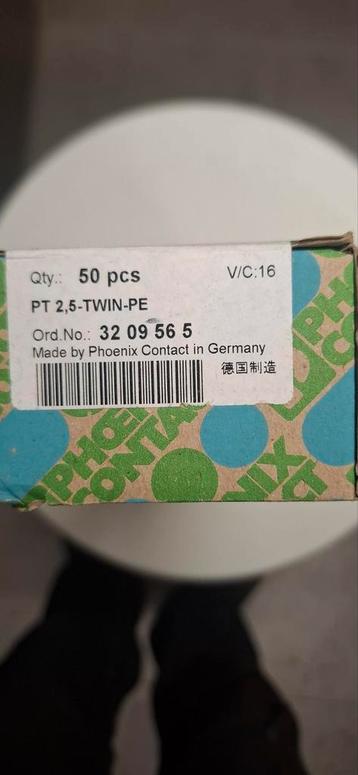 Qty.: 50 pcs V/C:16
PT 2,5-TWIN-PE
Ord.No.: 32 09 56 5
Made by Phoenix Contact in Germany
德国制造
PHOENIX
CONTACT